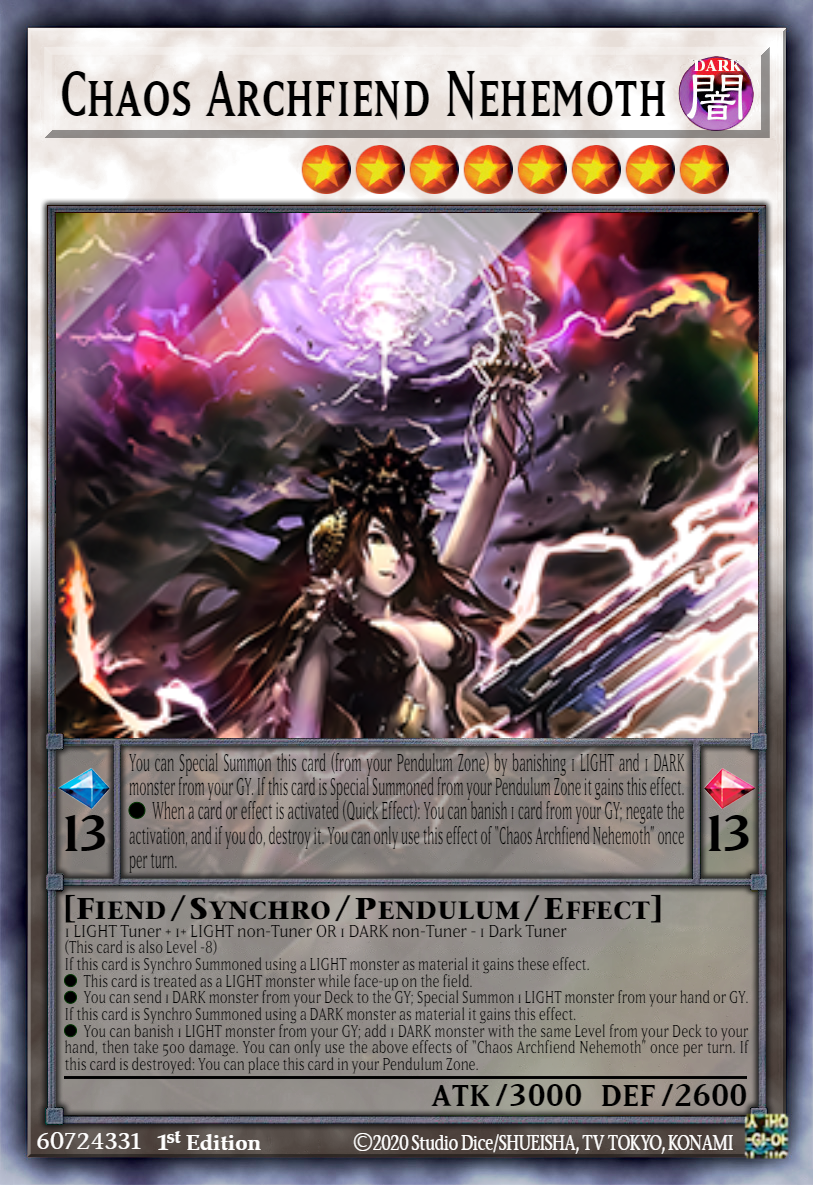 Chaos Archfiend Nehemoth
DARK
闇
You can Special Summon this card (from your Pendulum Zone) by banishing 1 LIGHT and 1 DARK
monster from your GY. If this card is Special Summoned from your Pendulum Zone it gains this effect.
● When a card or effect is activated (Quick Effect): You can banish 1 card from your GY; negate the
activation, and if you do, destroy it. You can only use this effect of "Chaos Archfiend Nehemoth" once
per turn.
13
13
[Fiend/Synchro/Pendulum/Effect]
1 LIGHT Tuner + 1+ LIGHT non-Tuner OR 1 DARK non-Tuner - 1 Dark Tuner
(This card is also Level -8)
If this card is Synchro Summoned using a LIGHT monster as material it gains these effect.
● This card is treated as a LIGHT monster while face-up on the field.
● You can send 1 DARK monster from your Deck to the GY; Special Summon 1 LIGHT monster from your hand or GY.
If this card is Synchro Summoned using a DARK monster as material it gains this effect.
● You can banish 1 LIGHT monster from your GY; add 1 DARK monster with the same Level from your Deck to your
hand, then take 500 damage. You can only use the above effects of "Chaos Archfiend Nehemoth" once per turn. If
this card is destroyed: You can place this card in your Pendulum Zone.
ATK/3000 DEF/2600
60724331 1st Edition ©2020 Studio Dice/SHUEISHA, TV TOKYO, KONAMI